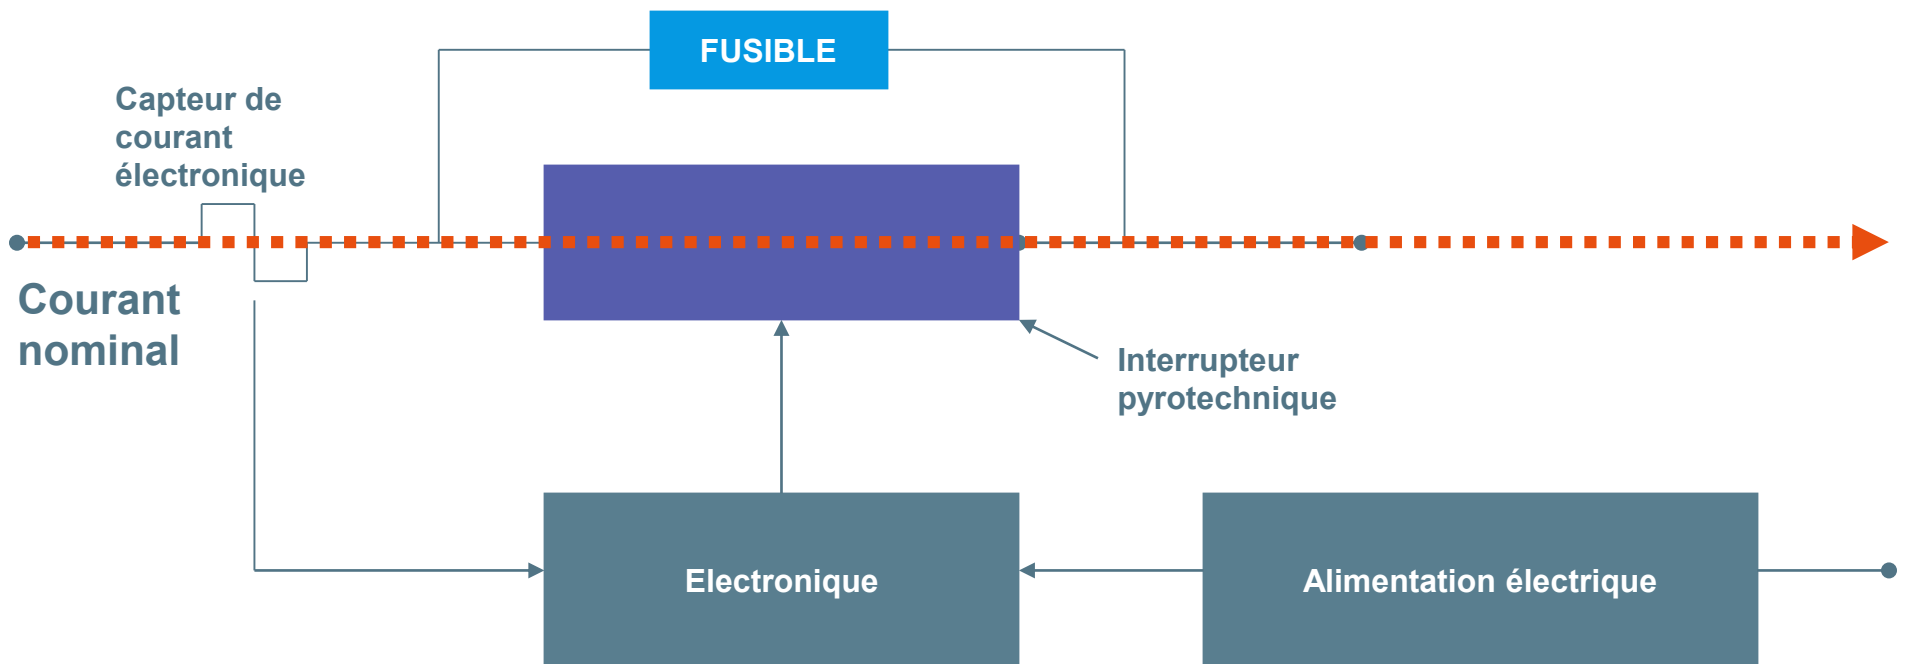 FUSIBLE
Capteur de
courant
électronique
Courant
nominal
Interrupteur
pyrotechnique
Electronique
Alimentation électrique